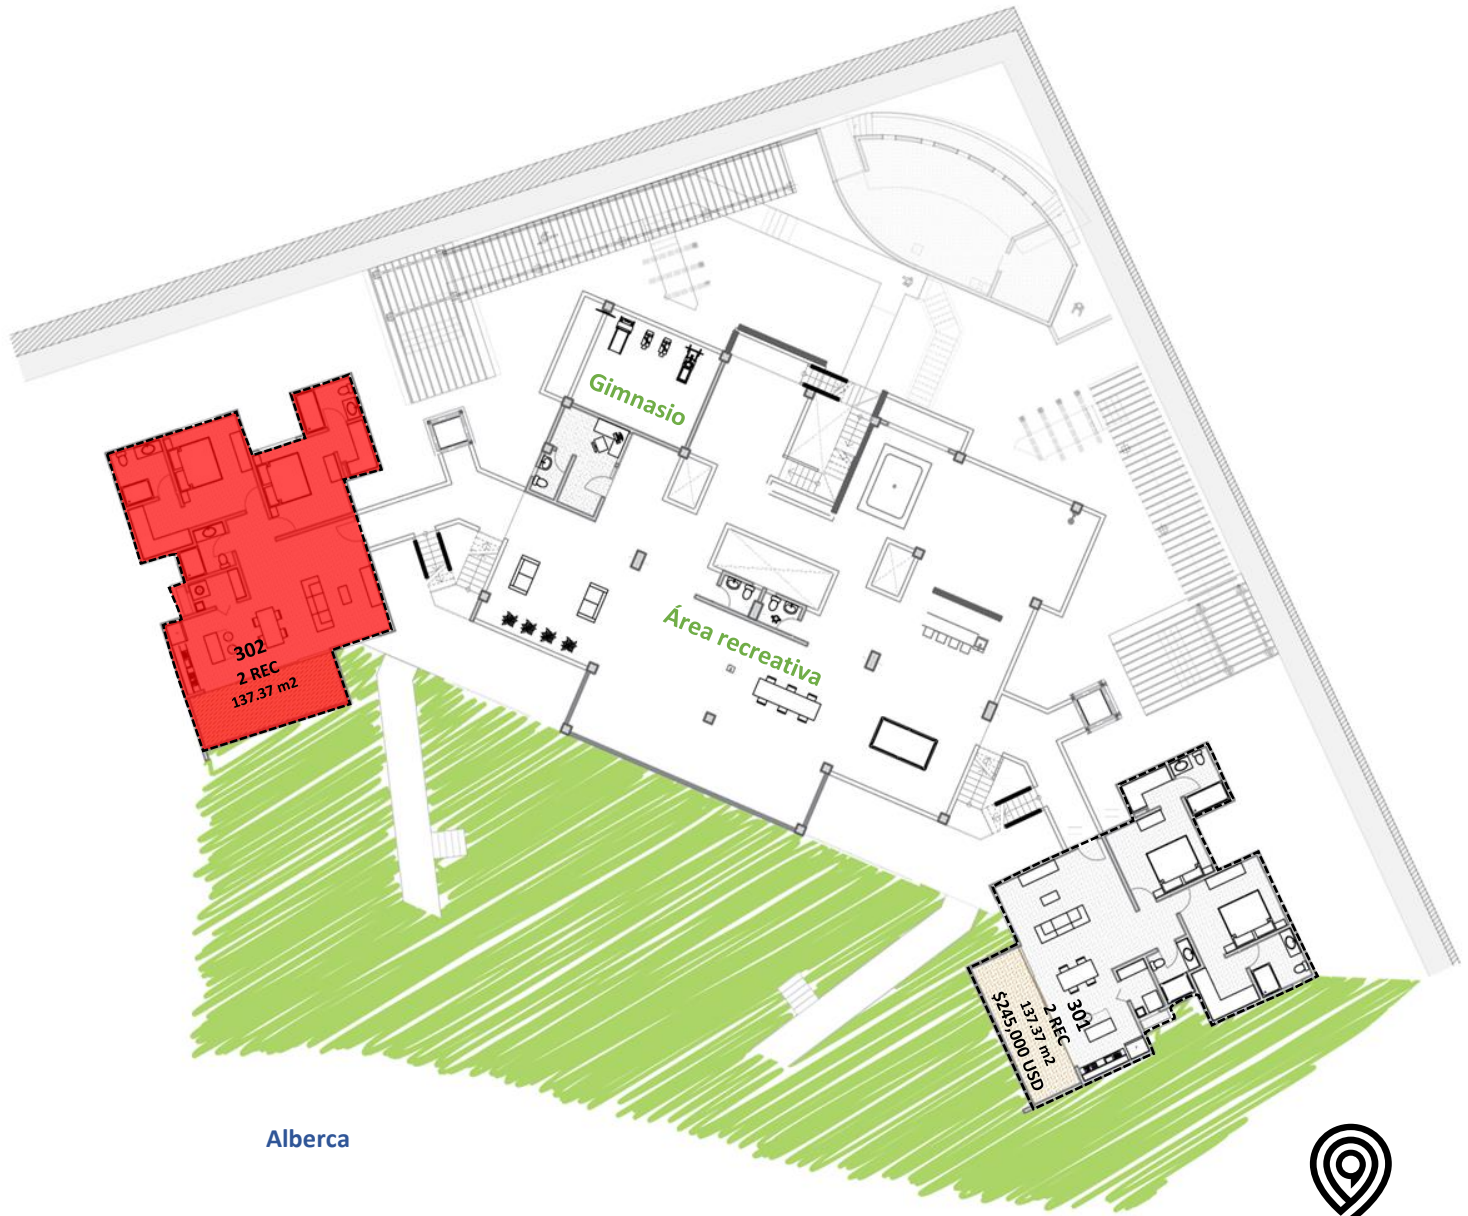 Gimnasio
Área recreativa
302
2 REC
137.37 m2
301
2 REC
137.37 m2
$245,000 USD
Alberca